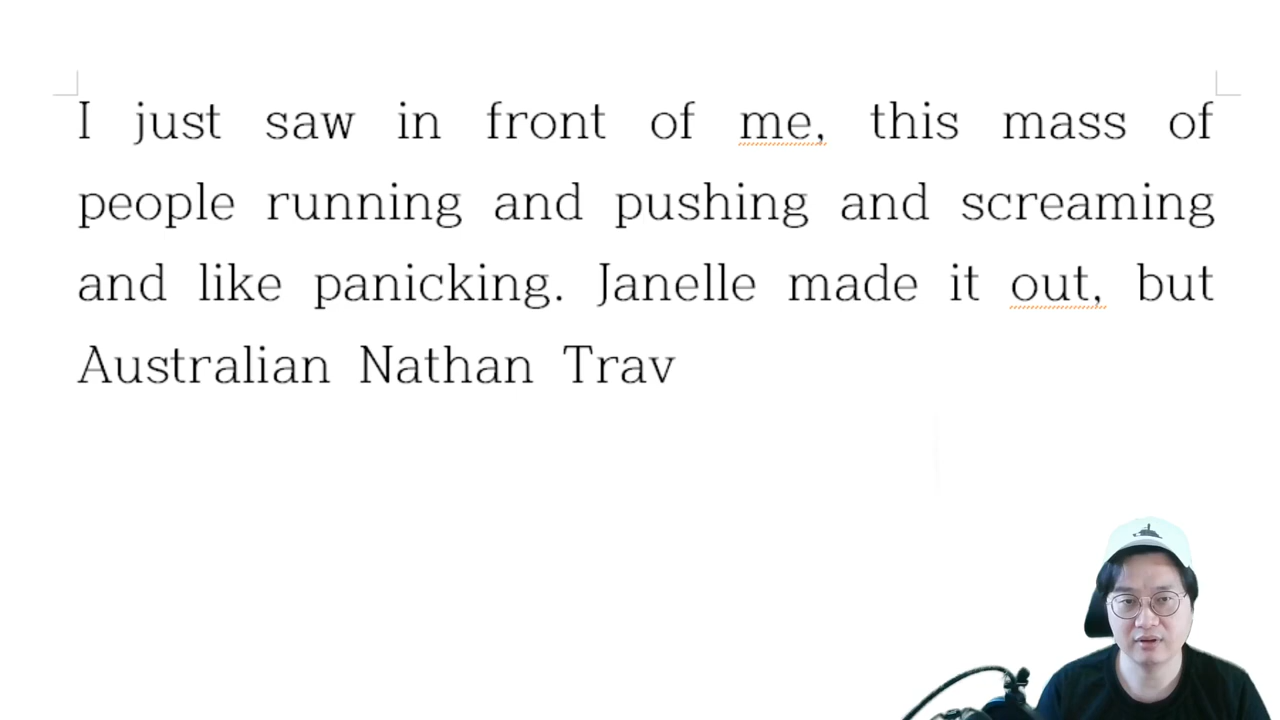 I just saw in front of me, this mass of
people running and pushing and screaming
and like panicking. Janelle made it out, but
Australian Nathan Trav